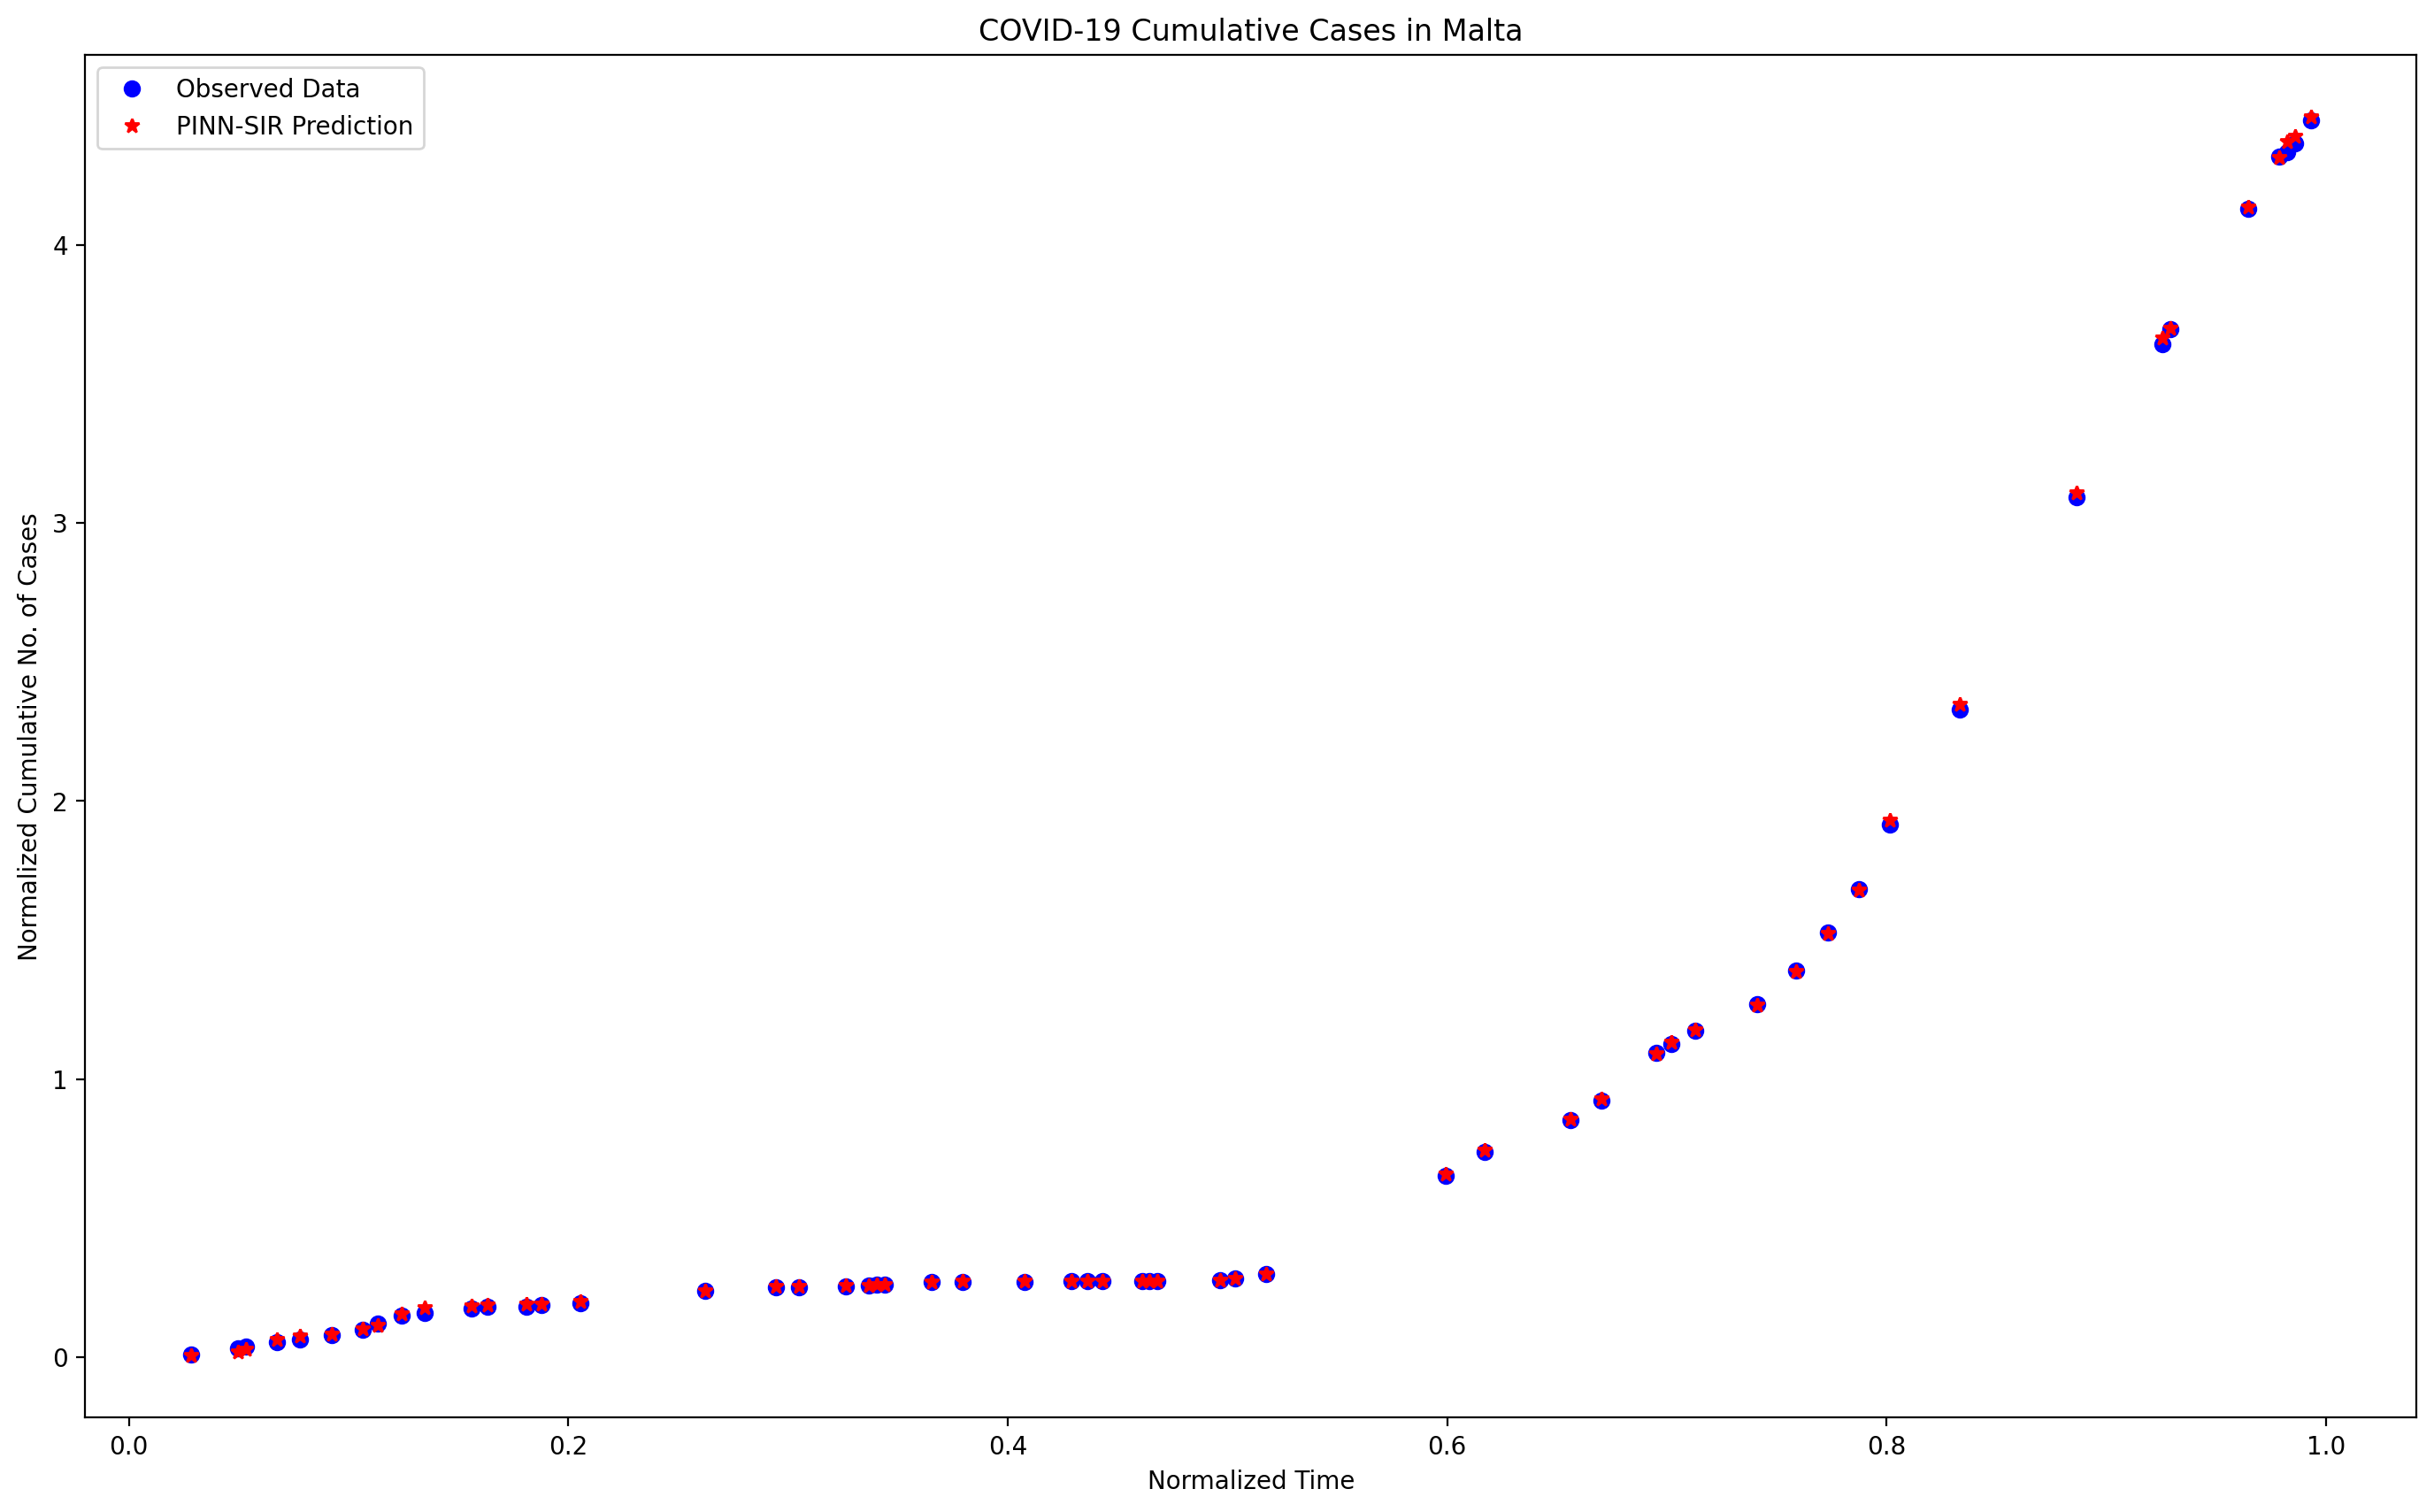 COVID-19 Cumulative Cases in Malta
Observed Data
PINN-SIR Prediction
Normalized Cumulative No. of Cases
4
3
2
1
0
0.0 0.2 0.4 0.6 0.8 1.0
Normalized Time